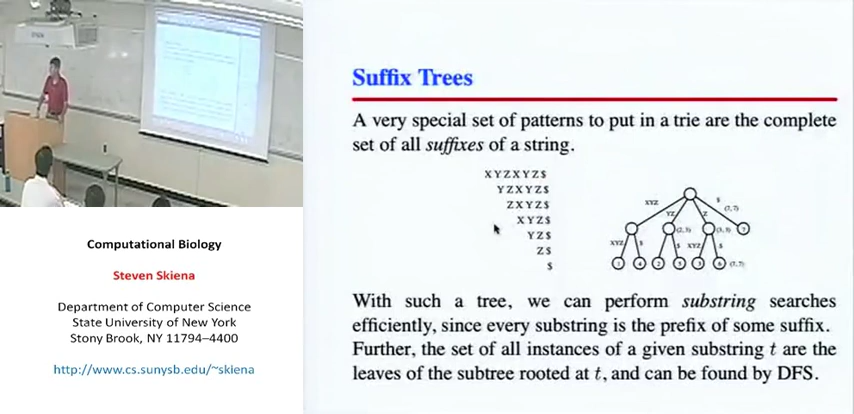 Computational Biology
Steven Skiena
Department of Computer Science
State University of New York
Stony Brook, NY 11794–4400
http://www.cs.sunysb.edu/~skiena
Suffix Trees
A very special set of patterns to put in a trie are the complete
set of all suffixes of a string.
XYZXYZ$
YZXYZ$
ZXYZ$
XYZ$
YZ$
Z$
$
XYZ
YZ
Z
$
XYZ
$
$
XYZ
$
With such a tree, we can perform substring searches
efficiently, since every substring is the prefix of some suffix.
Further, the set of all instances of a given substring t are the
leaves of the subtree rooted at t, and can be found by DFS.